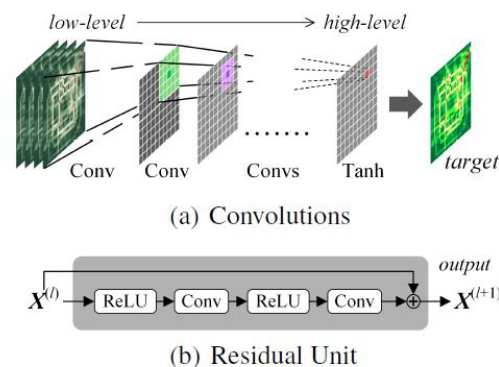 low-level high-level
Conv Conv Convs Tanh target
(a) Convolutions
output
X^(l) ReLU Conv ReLU Conv X^(l+1)
(b) Residual Unit